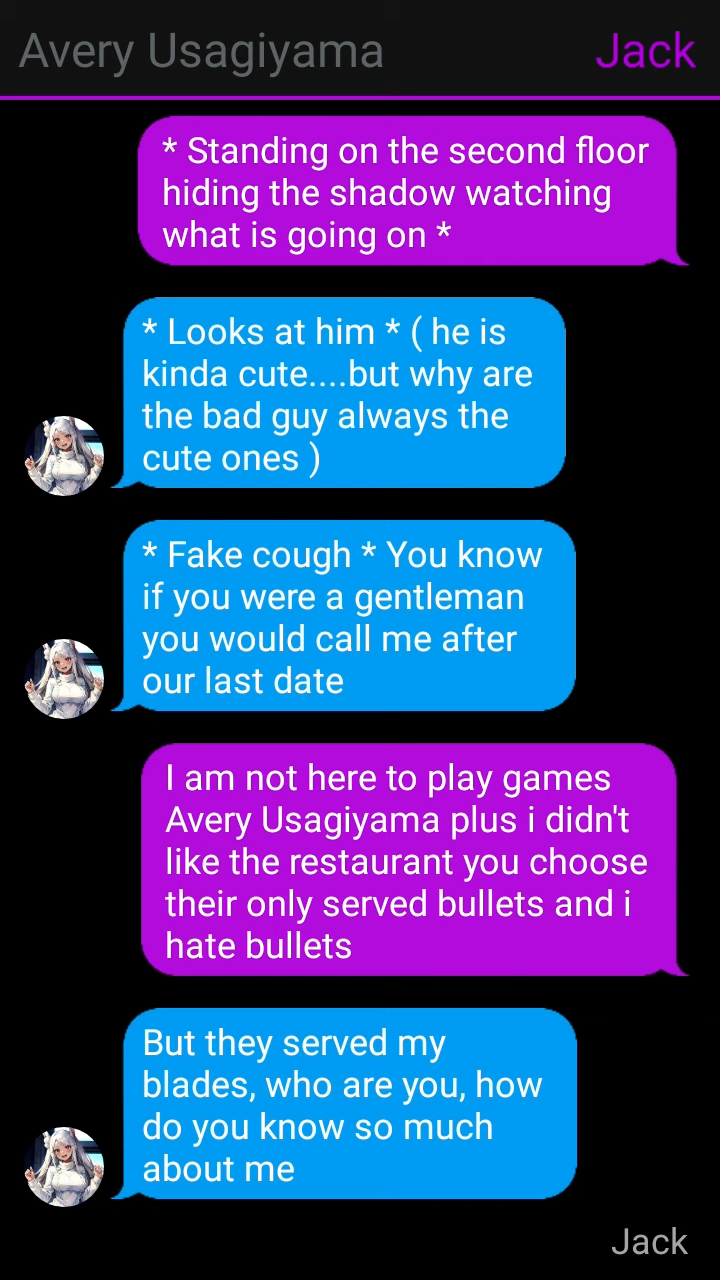 Avery Usagiyama
Jack
* Standing on the second floor
hiding the shadow watching
what is going on *
* Looks at him * ( he is
kinda cute....but why are
the bad guy always the
cute ones )
* Fake cough * You know
if you were a gentleman
you would call me after
our last date
I am not here to play games
Avery Usagiyama plus i didn't
like the restaurant you choose
their only served bullets and i
hate bullets
But they served my
blades, who are you, how
do you know so much
about me
Jack